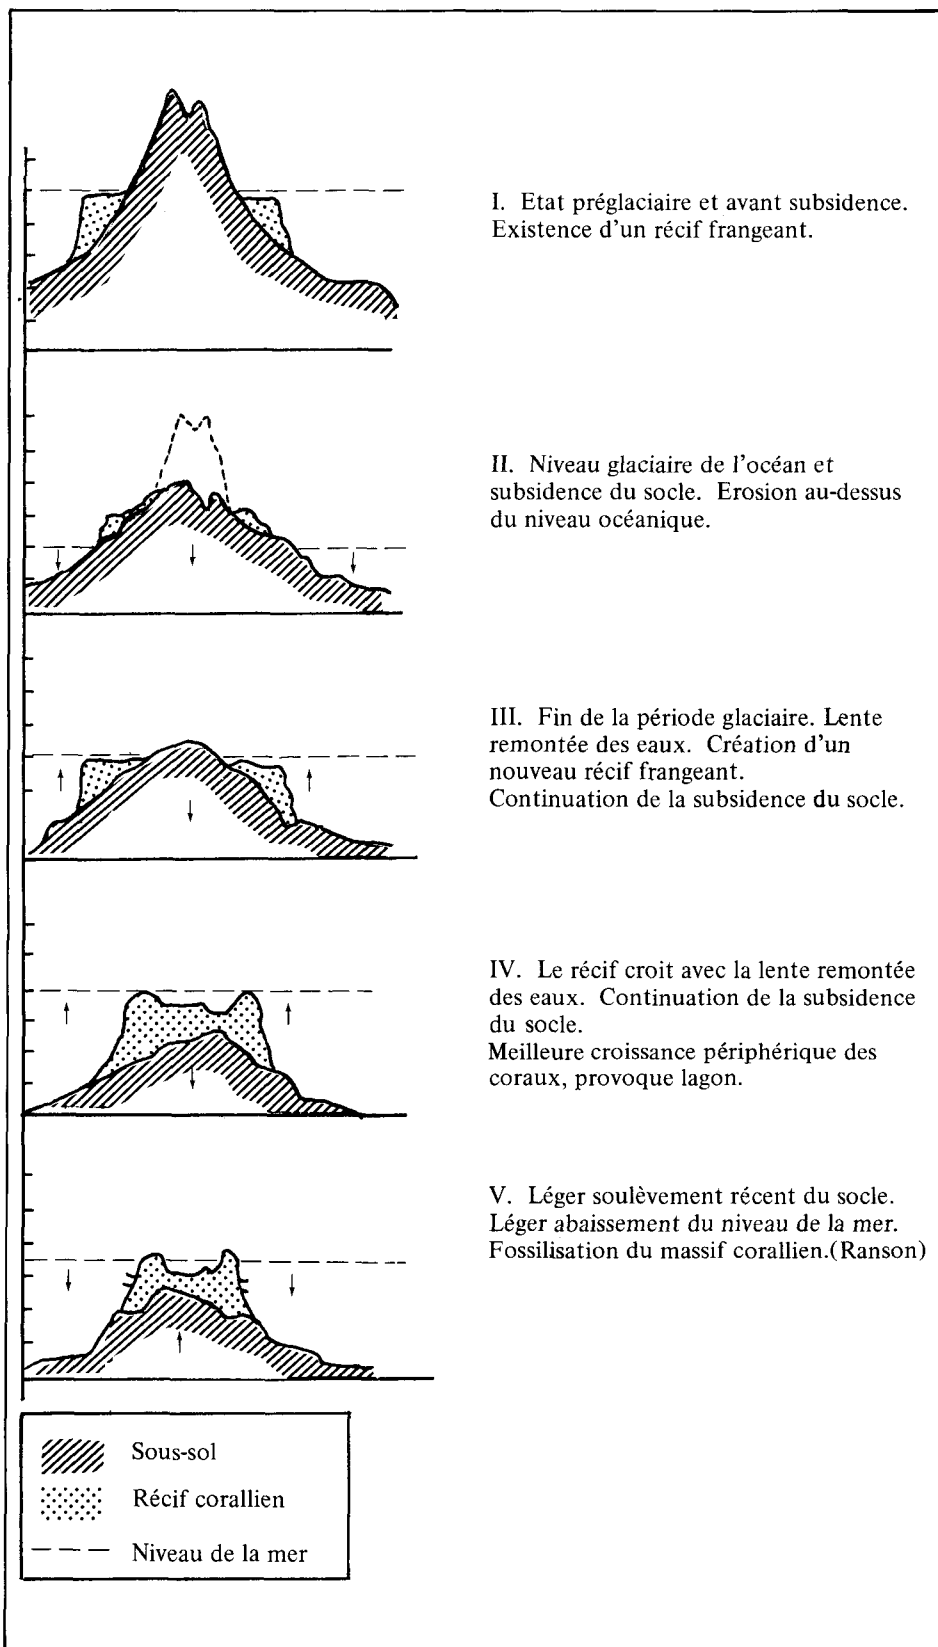 I. Etat préglaciaire et avant subsidence.
Existence d'un récif frangeant.
II. Niveau glaciaire de l'océan et
subsidence du socle. Erosion au-dessus
du niveau océanique.
III. Fin de la période glaciaire. Lente
remontée des eaux. Création d'un
nouveau récif frangeant.
Continuation de la subsidence du socle.
IV. Le récif croit avec la lente remontée
des eaux. Continuation de la subsidence
du socle.
Meilleure croissance périphérique des
coraux, provoque lagon.
V. Léger soulèvement récent du socle.
Léger abaissement du niveau de la mer.
Fossilisation du massif corallien.(Ranson)
Sous-sol
Récif corallien
Niveau de la mer